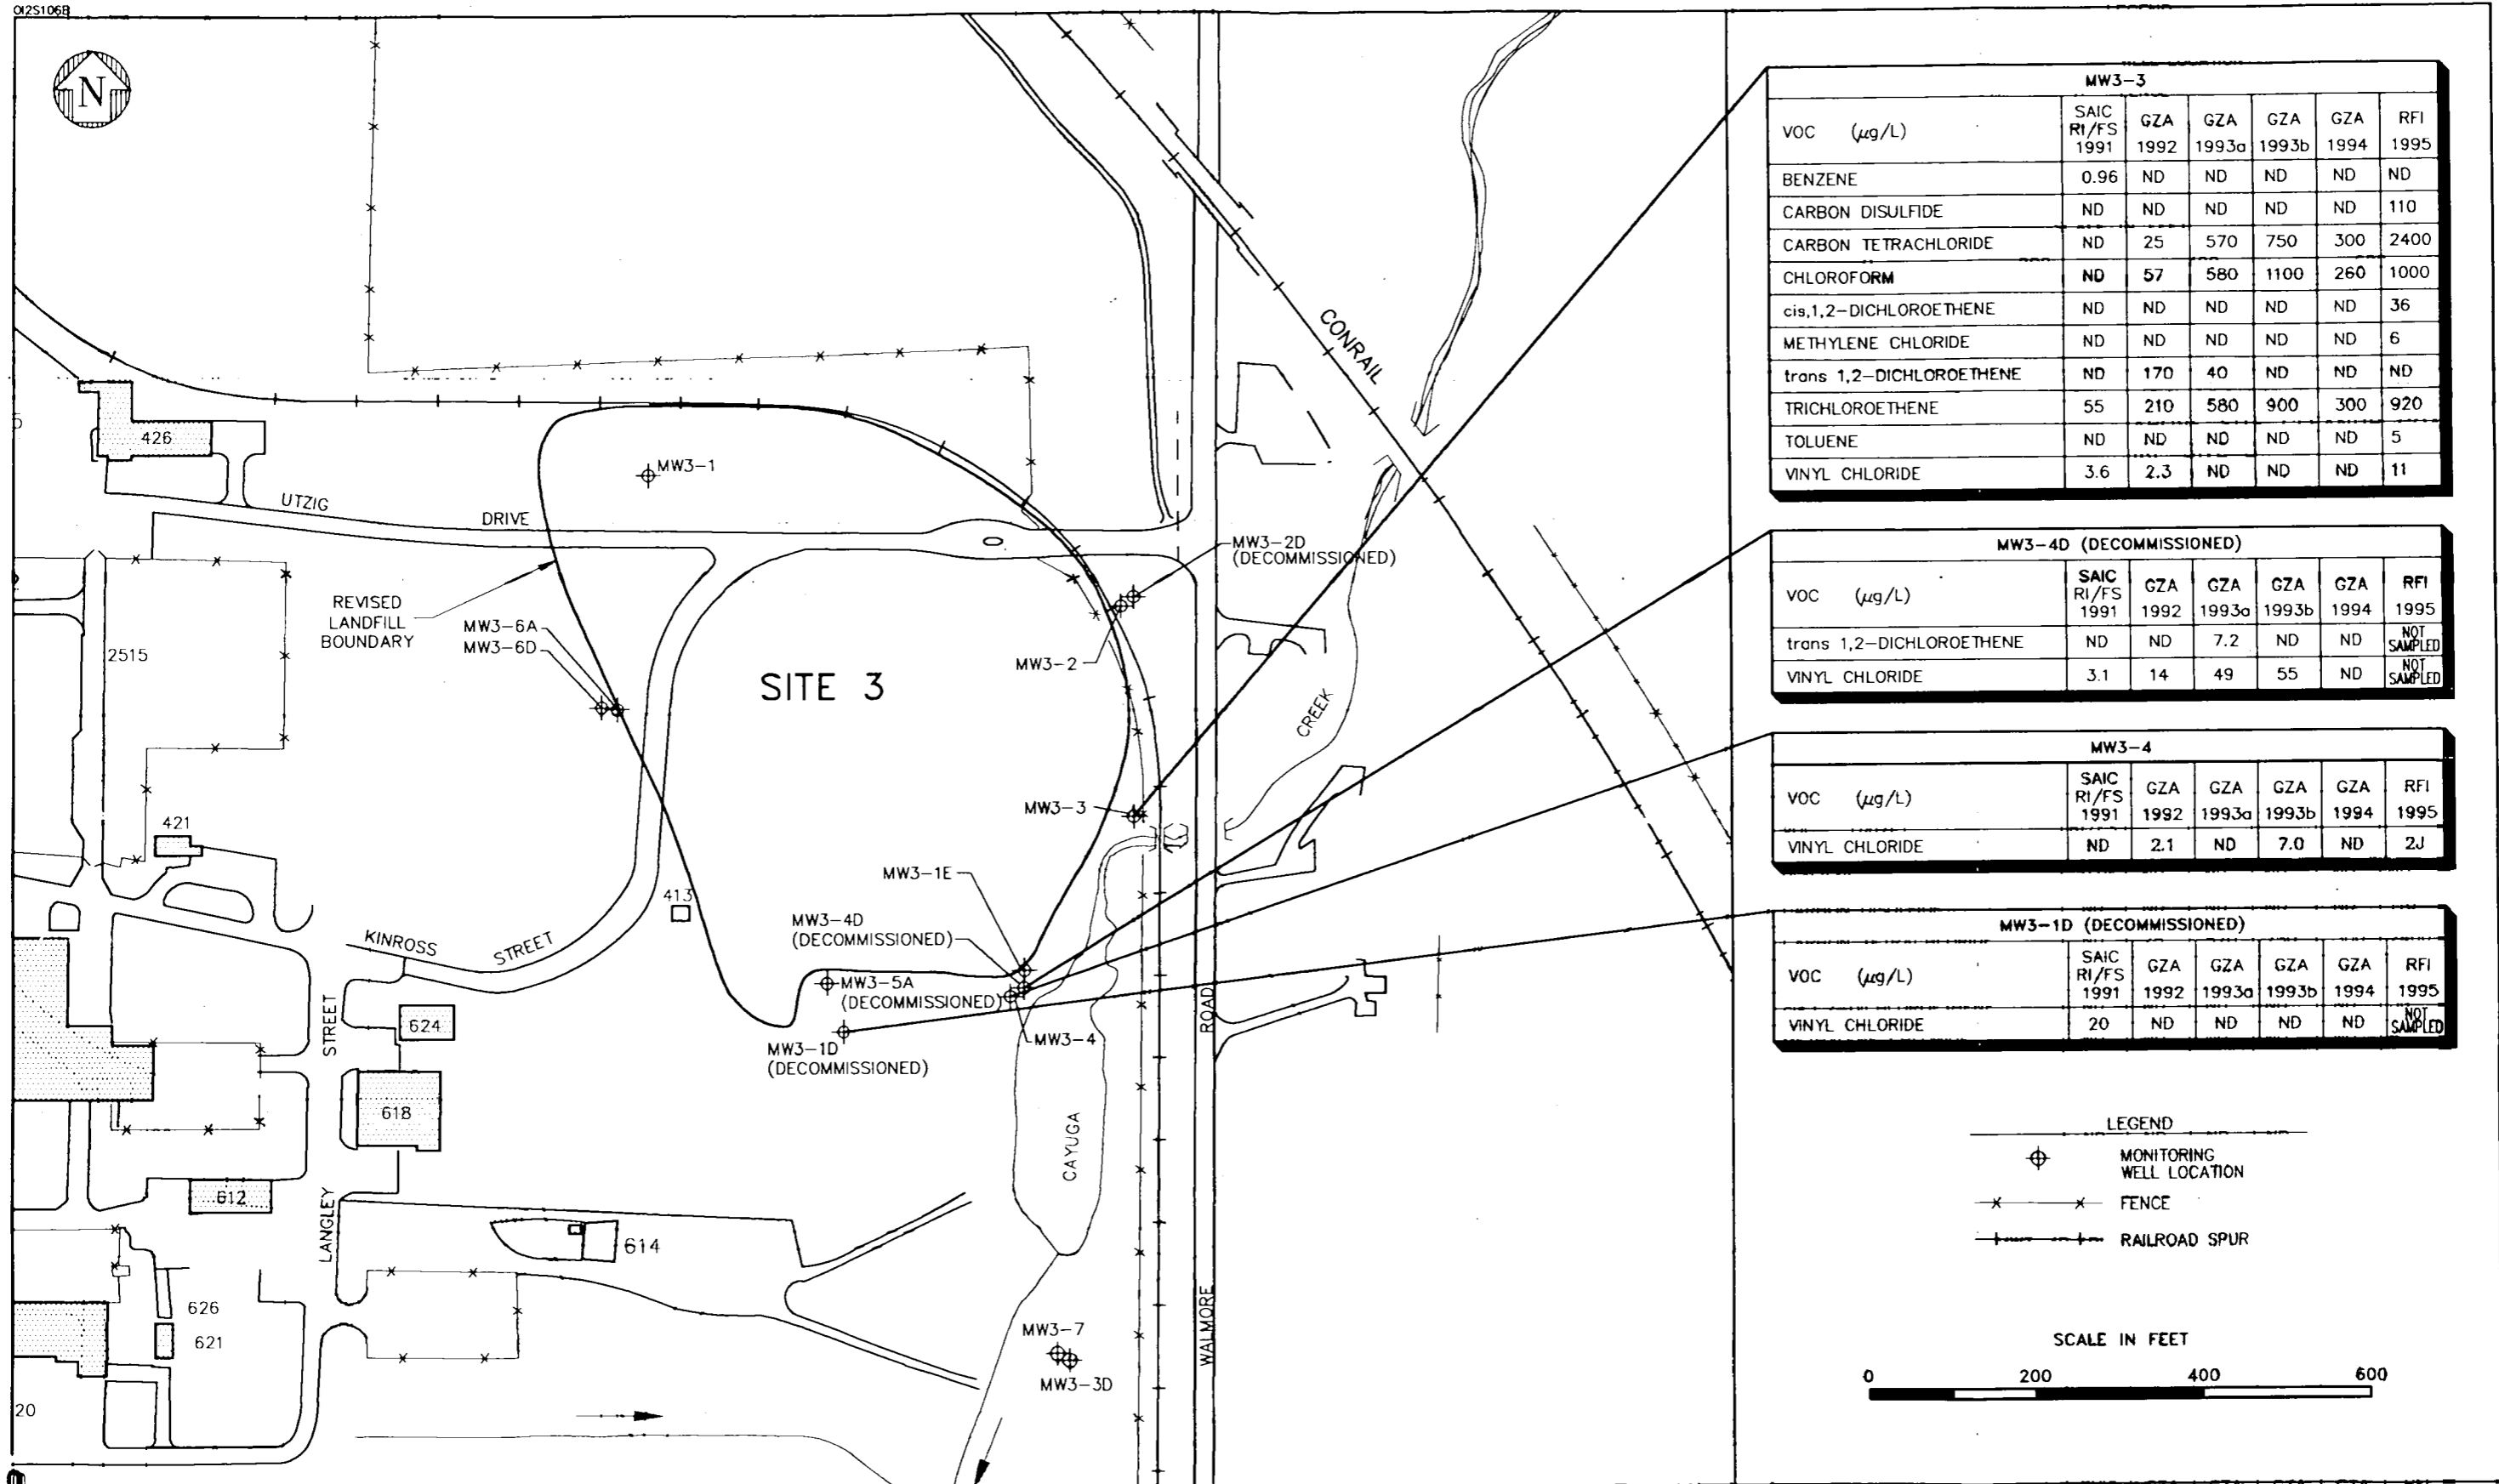 012S106B
N
CONRAIL
426
UTZIG
DRIVE
MW3-1
MW3-2D
(DECOMMISSIONED)
REVISED
LANDFILL
BOUNDARY
MW3-6A
MW3-6D
MW3-2
2515
SITE 3
CREEK
MW3-3
421
MW3-1E
413
MW3-4D
(DECOMMISSIONED)
KINROSS
STREET
MW3-5A
(DECOMMISSIONED)
MW3-4
MW3-1D
(DECOMMISSIONED)
ROAD
STREET
624
618
CAYUGA
612
LANGLEY
614
626
621
WALMORE
MW3-7
MW3-3D
20
MW3-3
VOC (µg/L) SAIC RI/FS 1991 GZA 1992 GZA 1993a GZA 1993b GZA 1994 RFI 1995
BENZENE 0.96 ND ND ND ND ND
CARBON DISULFIDE ND ND ND ND ND 110
CARBON TETRACHLORIDE ND 25 570 750 300 2400
CHLOROFORM ND 57 580 1100 260 1000
cis,1,2-DICHLOROETHENE ND ND ND ND ND 36
METHYLENE CHLORIDE ND ND ND ND ND 6
trans 1,2-DICHLOROETHENE ND 170 40 ND ND ND
TRICHLOROETHENE 55 210 580 900 300 920
TOLUENE ND ND ND ND ND 5
VINYL CHLORIDE 3.6 2.3 ND ND ND 11
MW3-4D (DECOMMISSIONED)
VOC (µg/L) SAIC RI/FS 1991 GZA 1992 GZA 1993a GZA 1993b GZA 1994 RFI 1995
trans 1,2-DICHLOROETHENE ND ND 7.2 ND ND NOT SAMPLED
VINYL CHLORIDE 3.1 14 49 55 ND NOT SAMPLED
MW3-4
VOC (µg/L) SAIC RI/FS 1991 GZA 1992 GZA 1993a GZA 1993b GZA 1994 RFI 1995
VINYL CHLORIDE ND 2.1 ND 7.0 ND 2J
MW3-1D (DECOMMISSIONED)
VOC (µg/L) SAIC RI/FS 1991 GZA 1992 GZA 1993a GZA 1993b GZA 1994 RFI 1995
VINYL CHLORIDE 20 ND ND ND ND NOT SAMPLED
LEGEND
MONITORING
WELL LOCATION
FENCE
RAILROAD SPUR
SCALE IN FEET
0 200 400 600